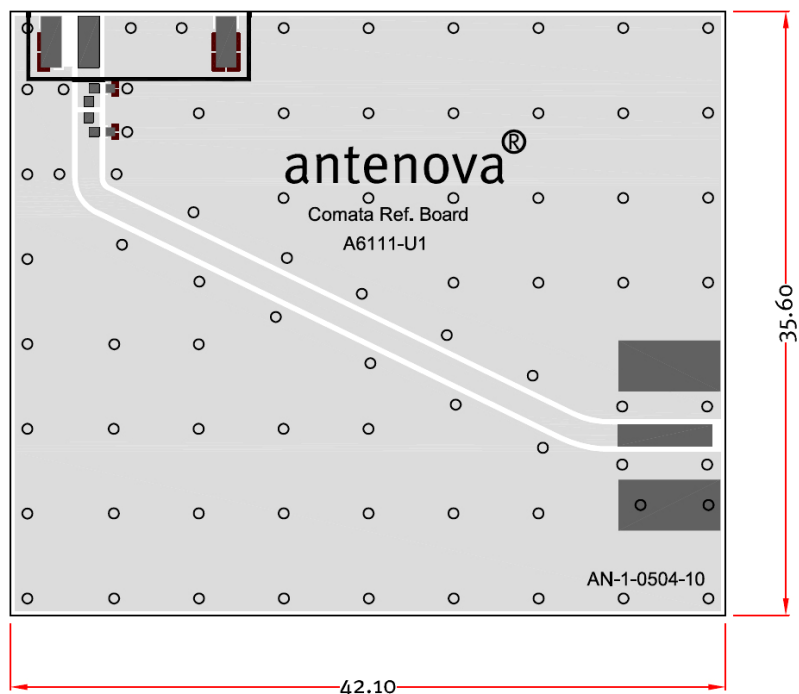 antenova®
Comata Ref. Board
A6111-U1
35.60
AN-1-0504-10
42.10